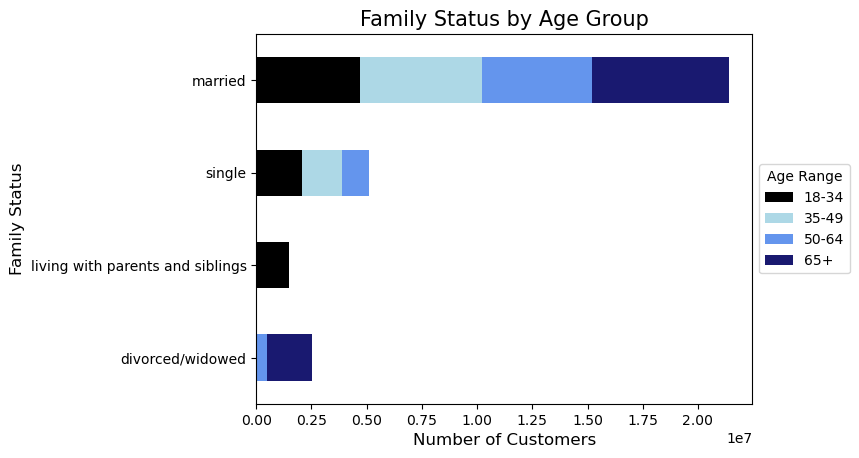 Family Status by Age Group
Family Status
married
single
living with parents and siblings
divorced/widowed
0.00 0.25 0.50 0.75 1.00 1.25 1.50 1.75 2.00
1e7
Number of Customers
Age Range
18-34
35-49
50-64
65+